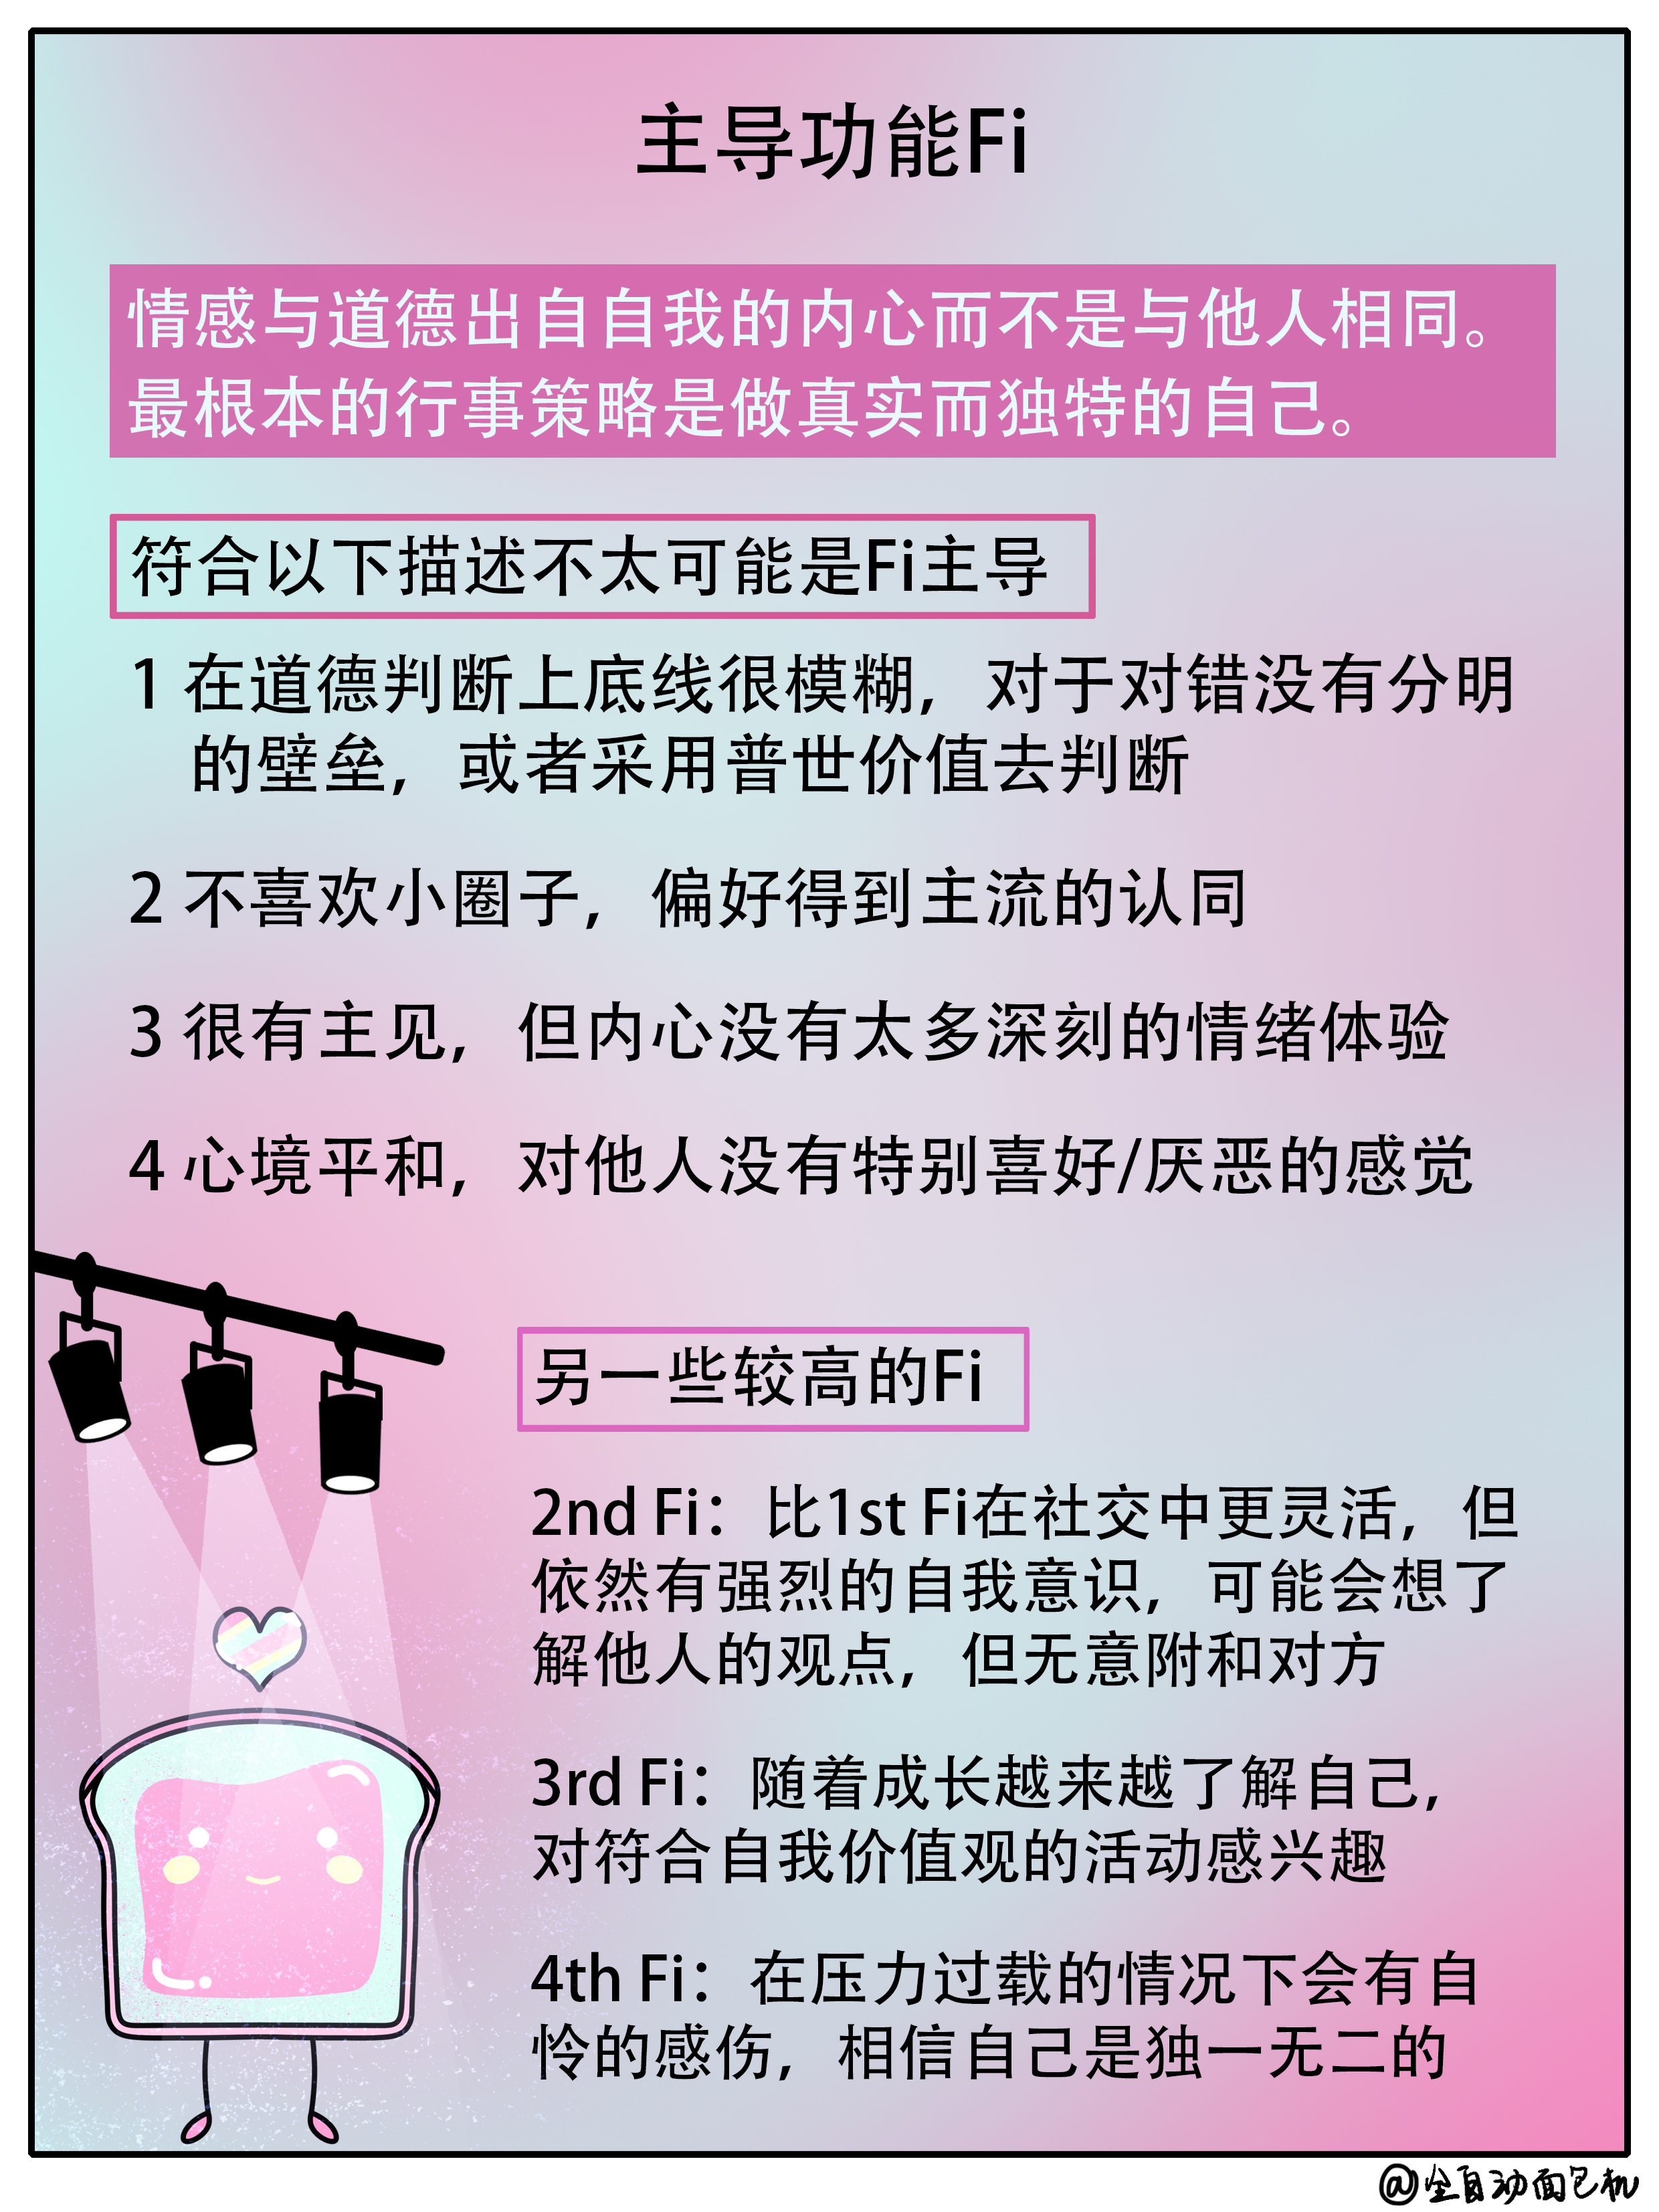 主导功能Fi
情感与道德出自自我的内心而不是与他人相同。
最根本的行事策略是做真实而独特的自己。
符合以下描述不太可能是Fi主导
1 在道德判断上底线很模糊，对于对错没有分明
的壁垒，或者采用普世价值去判断
2 不喜欢小圈子，偏好得到主流的认同
3 很有主见，但内心没有太多深刻的情绪体验
4 心境平和，对他人没有特别喜好/厌恶的感觉
另一些较高的Fi
2nd Fi：比1st Fi在社交中更灵活，但
依然有强烈的自我意识，可能会想了
解他人的观点，但无意附和对方
3rd Fi：随着成长越来越了解自己，
对符合自我价值观的活动感兴趣
4th Fi：在压力过载的情况下会有自
怜的感伤，相信自己是独一无二的
@全自动面包机